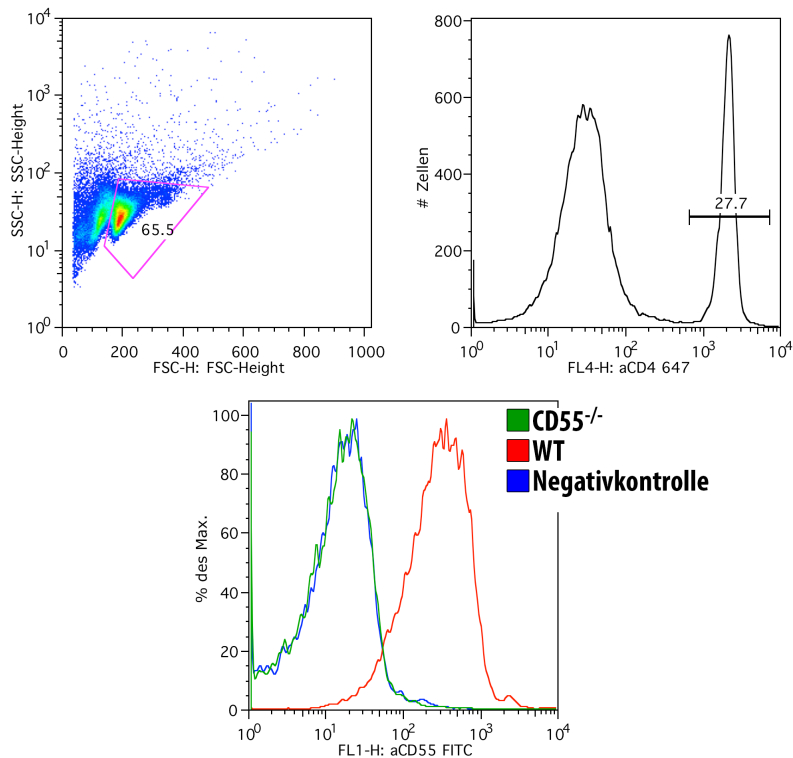 10^4
10^3
10^2
10^1
10^0
SSC-H: SSC-Height
65.5
0 200 400 600 800 1000
FSC-H: FSC-Height
800
600
400
200
0
# Zellen
27.7
10^0 10^1 10^2 10^3 10^4
FL4-H: aCD4 647
100
80
60
40
20
0
% des Max.
CD55-/-
WT
Negativkontrolle
10^0 10^1 10^2 10^3 10^4
FL1-H: aCD55 FITC